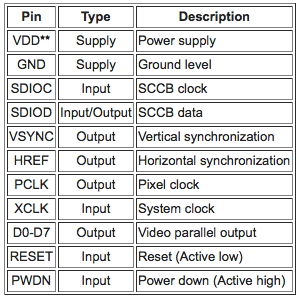 Pin Type Description
VDD** Supply Power supply
GND Supply Ground level
SDIOC Input SCCB clock
SDIOD Input/Output SCCB data
VSYNC Output Vertical synchronization
HREF Output Horizontal synchronization
PCLK Output Pixel clock
XCLK Input System clock
D0-D7 Output Video parallel output
RESET Input Reset (Active low)
PWDN Input Power down (Active high)